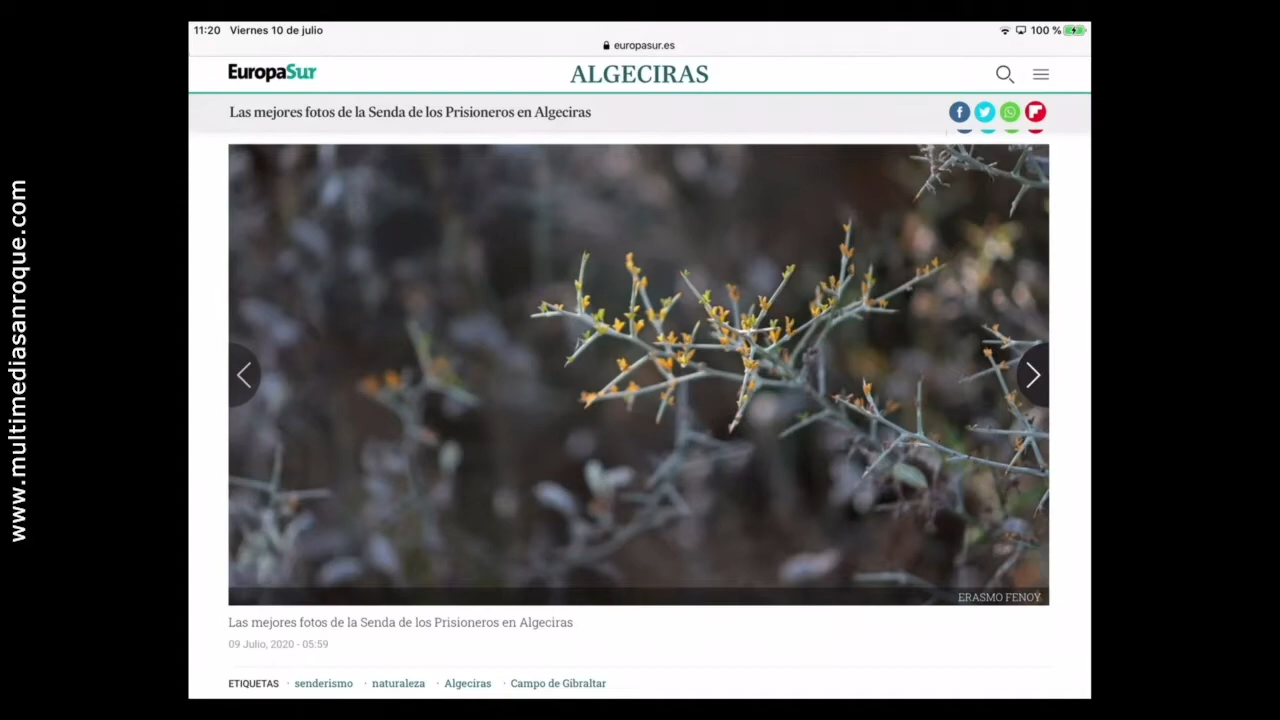 www.multimediasanroque.com
11:20 Viernes 10 de julio
100 %
europasur.es
EuropaSur
ALGECIRAS
Las mejores fotos de la Senda de los Prisioneros en Algeciras
ERASMO FENOY
Las mejores fotos de la Senda de los Prisioneros en Algeciras
09 Julio, 2020 - 05:59
ETIQUETAS · senderismo · naturaleza · Algeciras · Campo de Gibraltar